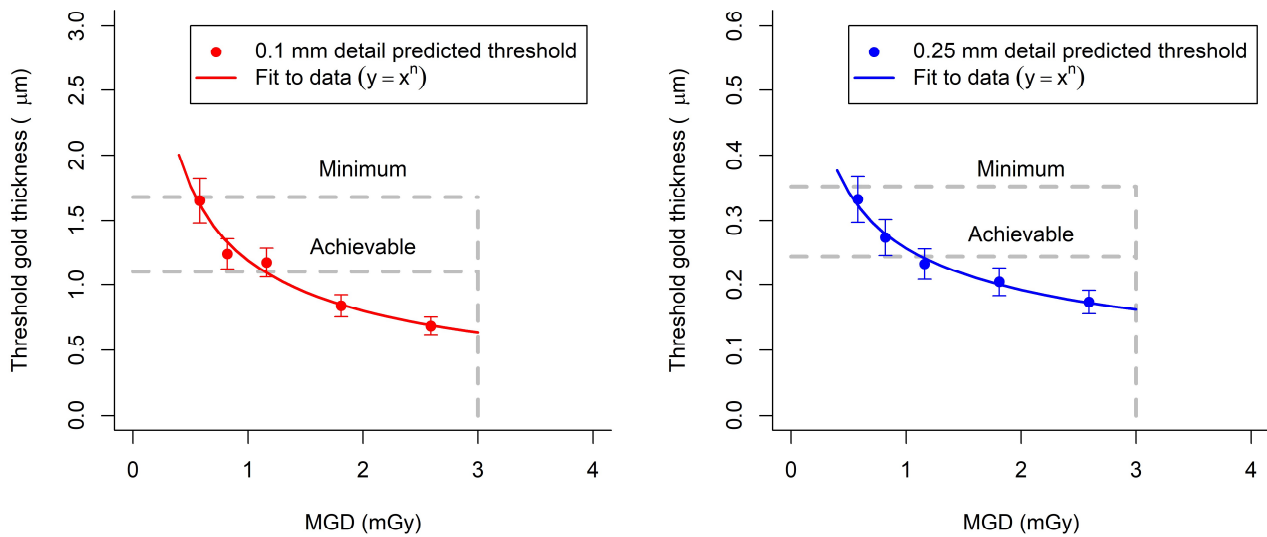 0.1 mm detail predicted threshold
Fit to data (y = xⁿ)
Minimum
Achievable
Threshold gold thickness ( μm)
0.0 0.5 1.0 1.5 2.0 2.5 3.0
0 1 2 3 4
MGD (mGy)
0.25 mm detail predicted threshold
Fit to data (y = xⁿ)
Minimum
Achievable
Threshold gold thickness ( μm)
0.0 0.1 0.2 0.3 0.4 0.5 0.6
0 1 2 3 4
MGD (mGy)